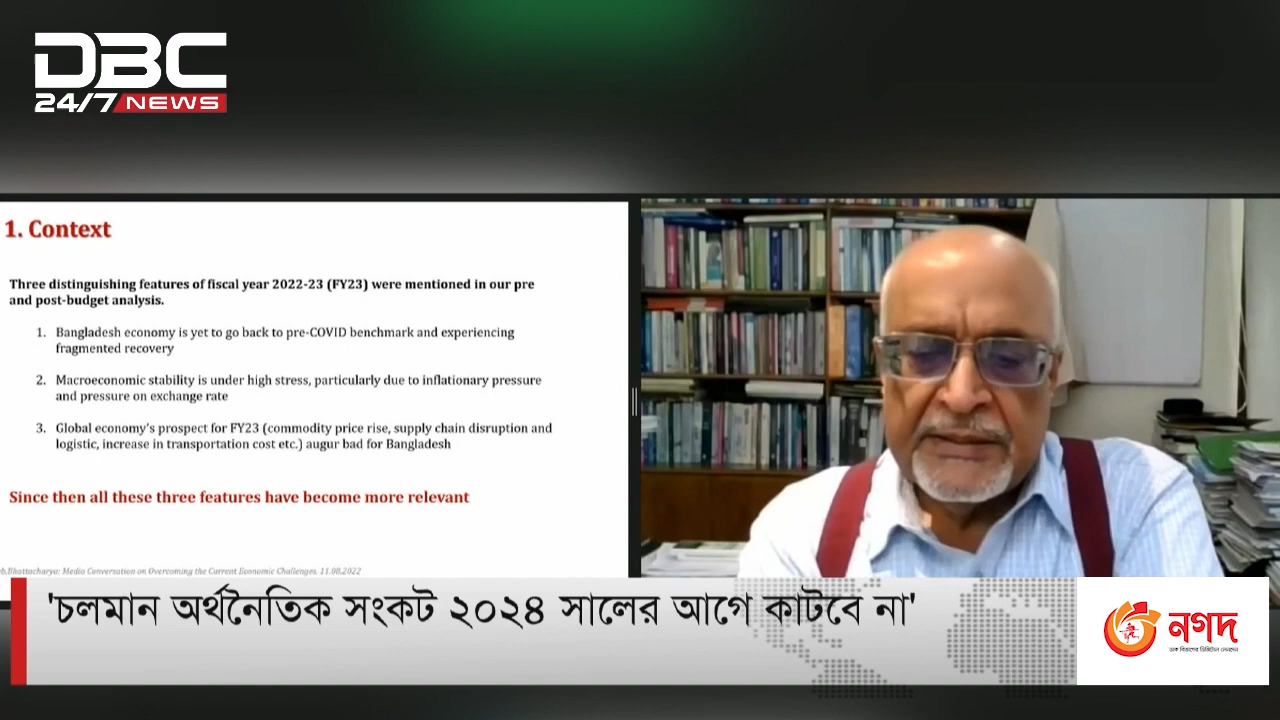 DBC
24/7 NEWS
1. Context
Three distinguishing features of fiscal year 2022-23 (FY23) were mentioned in our pre
and post-budget analysis.
1. Bangladesh economy is yet to go back to pre-COVID benchmark and experiencing
fragmented recovery
2. Macroeconomic stability is under high stress, particularly due to inflationary pressure
and pressure on exchange rate
3. Global economy's prospect for FY23 (commodity price rise, supply chain disruption and
logistic, increase in transportation cost etc.) augur bad for Bangladesh
Since then all these three features have become more relevant
b.Bhattacharya: Media Conversation on Overcoming the Current Economic Challenges. 11.08.2022
'চলমান অর্থনৈতিক সংকট ২০২৪ সালের আগে কাটবে না'
নগদ
ডাক বিভাগের ডিজিটাল লেনদেন